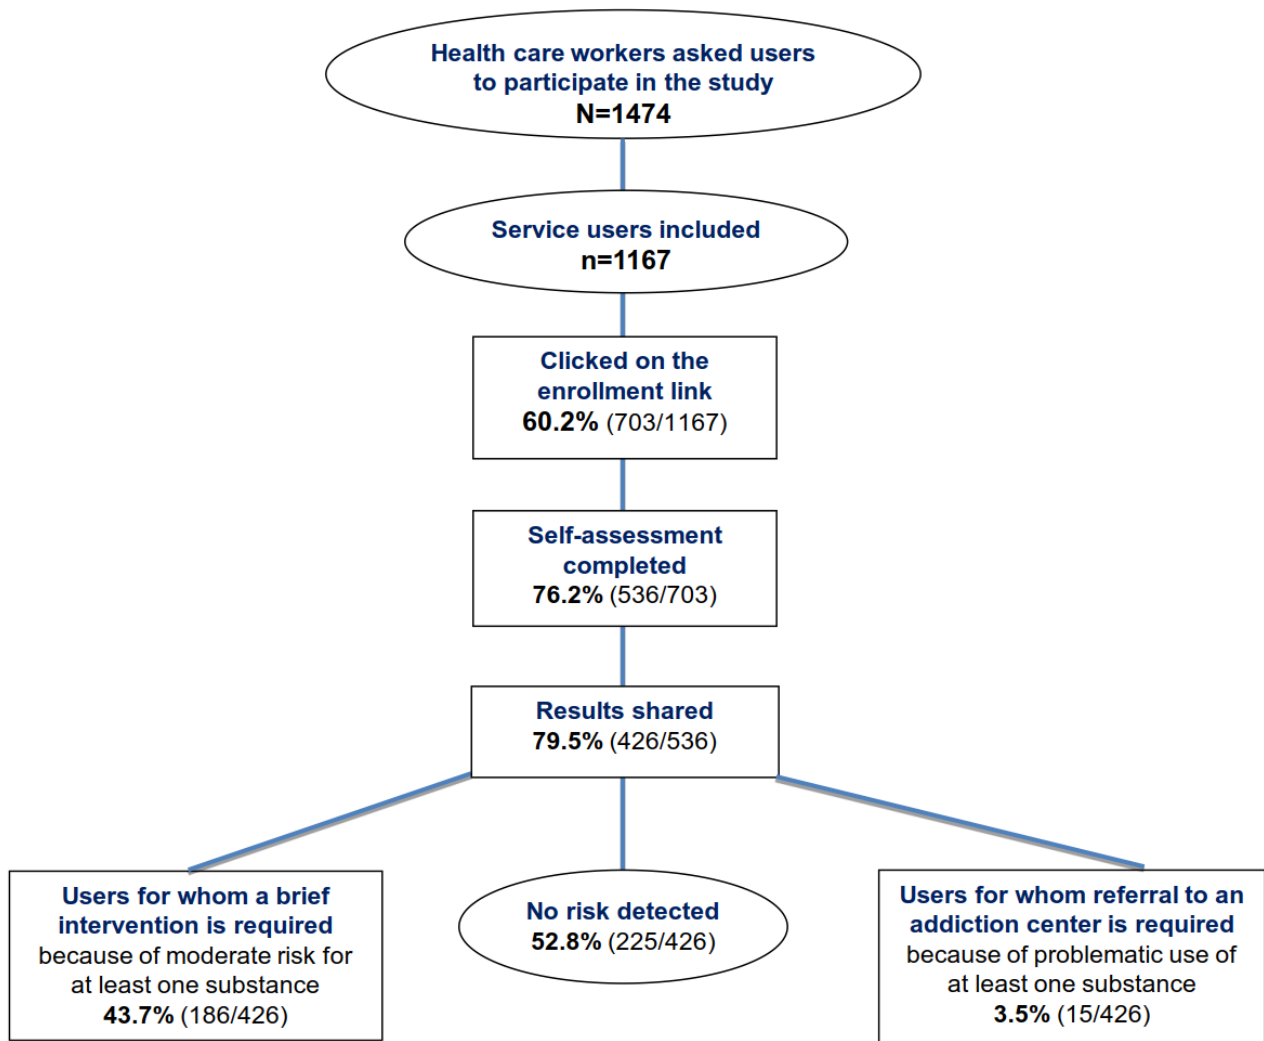 Health care workers asked users
to participate in the study
N=1474
Service users included
n=1167
Clicked on the
enrollment link
60.2% (703/1167)
Self-assessment
completed
76.2% (536/703)
Results shared
79.5% (426/536)
Users for whom a brief
intervention is required
because of moderate risk for
at least one substance
43.7% (186/426)
No risk detected
52.8% (225/426)
Users for whom referral to an
addiction center is required
because of problematic use of
at least one substance
3.5% (15/426)